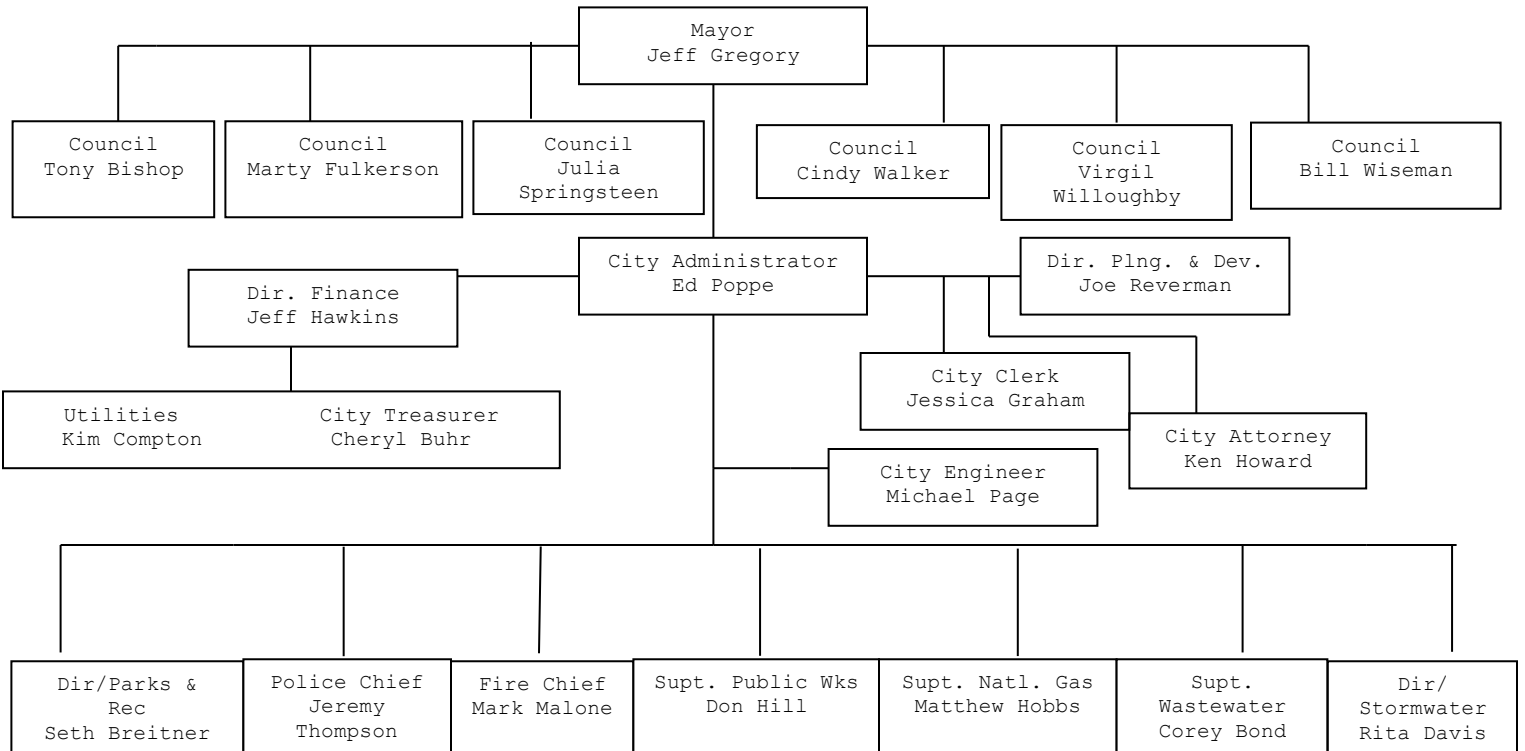 Mayor
Jeff Gregory
Council
Tony Bishop
Council
Marty Fulkerson
Council
Julia
Springsteen
Council
Cindy Walker
Council
Virgil
Willoughby
Council
Bill Wiseman
City Administrator
Ed Poppe
Dir. Plng. & Dev.
Joe Reverman
Dir. Finance
Jeff Hawkins
City Clerk
Jessica Graham
Utilities
Kim Compton
City Treasurer
Cheryl Buhr
City Attorney
Ken Howard
City Engineer
Michael Page
Dir/Parks &
Rec
Seth Breitner
Police Chief
Jeremy
Thompson
Fire Chief
Mark Malone
Supt. Public Wks
Don Hill
Supt. Natl. Gas
Matthew Hobbs
Supt.
Wastewater
Corey Bond
Dir/
Stormwater
Rita Davis